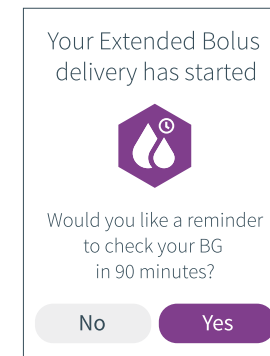 Your Extended Bolus
delivery has started
Would you like a reminder
to check your BG
in 90 minutes?
No
Yes